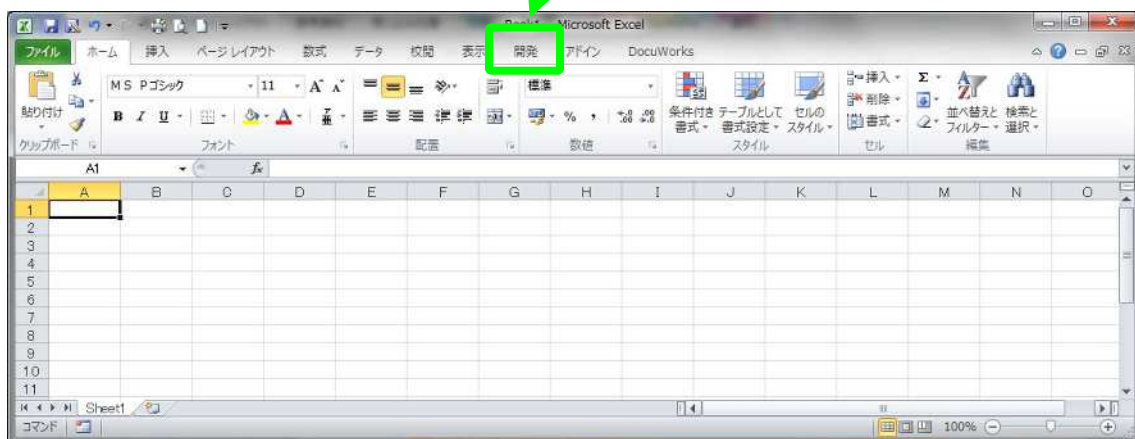 Book1 - Microsoft Excel
ファイル ホーム 挿入 ページ レイアウト 数式 データ 校閲 表示 開発 アドイン DocuWorks
MS Pゴシック 11 標準 挿入 Σ
貼り付け B I U A 亜 % , 条件付き テーブルとして セルの 削除 並べ替えと 検索と
書式 書式設定 スタイル 書式 フィルター 選択
クリップボード フォント 配置 数値 スタイル セル 編集
A1 fx
A B C D E F G H I J K L M N O
1
2
3
4
5
6
7
8
9
10
11
Sheet1
コマンド 100%